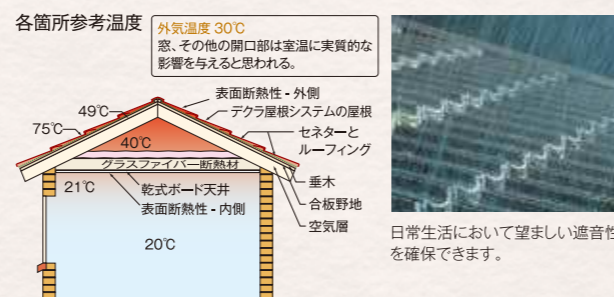 各箇所参考温度
外気温度 30℃
窓、その他の開口部は室温に実質的な
影響を与えると思われる。
表面断熱性 - 外側
49℃
デクラ屋根システムの屋根
75℃
セネターと
ルーフィング
40℃
グラスファイバー断熱材
21℃
乾式ボード天井
垂木
表面断熱性 - 内側
合板野地
空気層
20℃
日常生活において望ましい遮音性
を確保できます。